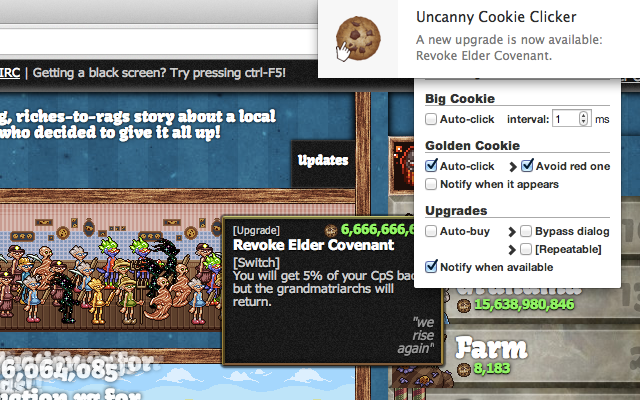 Uncanny Cookie Clicker
A new upgrade is now available:
Revoke Elder Covenant.
IRC | Getting a black screen? Try pressing ctrl-F5!
riches-to-rags story about a local
who decided to give it all up!
Updates
Big Cookie
Auto-click interval: 1 ms
Golden Cookie
Auto-click Avoid red one
Notify when it appears
Upgrades
Auto-buy Bypass dialog
[Repeatable]
Notify when available
[Upgrade] 6,666,666,6
Revoke Elder Covenant
[Switch]
You will get 5% of your CpS bac
but the grandmatriarchs will
return.
"we
rise
again"
15,638,980,846
Farm
8,183
6,064,085